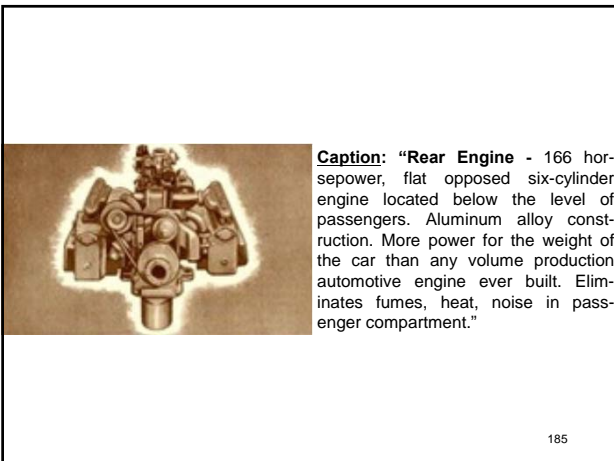 Caption: “Rear Engine - 166 hor-
sepower, flat opposed six-cylinder
engine located below the level of
passengers. Aluminum alloy const-
ruction. More power for the weight of
the car than any volume production
automotive engine ever built. Elim-
inates fumes, heat, noise in pass-
enger compartment.”
185